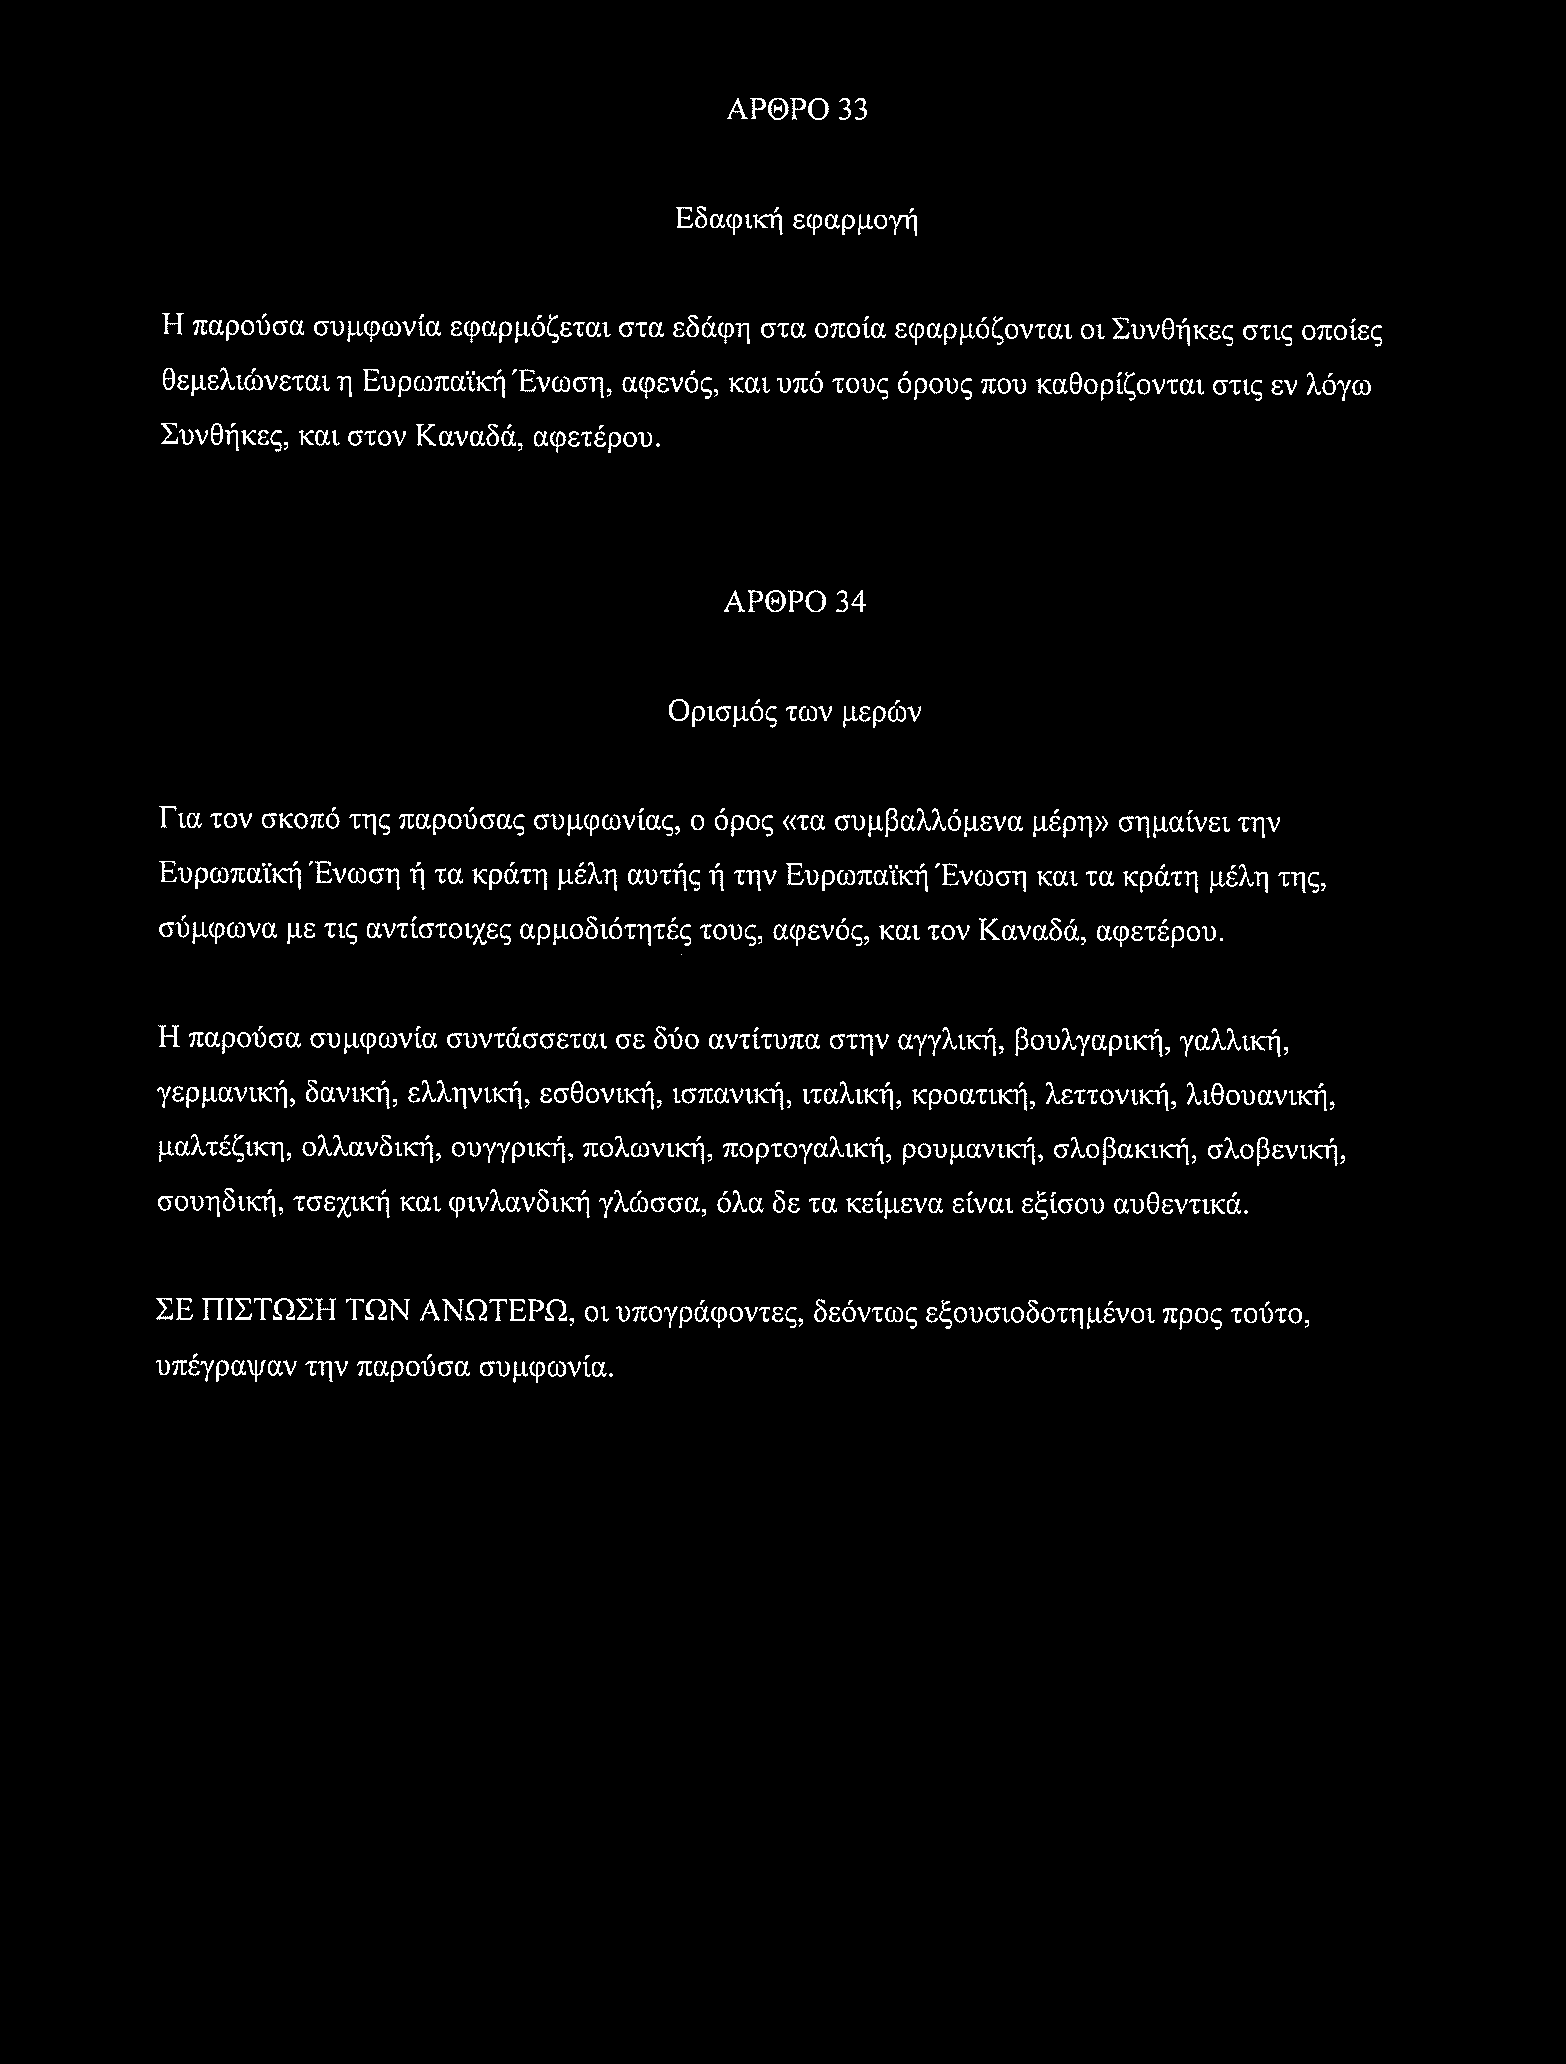 ΑΡΘΡΟ 33
Εδαφική εφαρμογή
Η παρούσα συμφωνία εφαρμόζεται στα εδάφη στα οποία εφαρμόζονται οι Συνθήκες στις οποίες
θεμελιώνεται η Ευρωπαϊκή Ένωση, αφενός, και υπό τους όρους που καθορίζονται στις εν λόγω
Συνθήκες, και στον Καναδά, αφετέρου.
ΑΡΘΡΟ 34
Ορισμός των μερών
Για τον σκοπό της παρούσας συμφωνίας, ο όρος «τα συμβαλλόμενα μέρη» σημαίνει την
Ευρωπαϊκή Ένωση ή τα κράτη μέλη αυτής ή την Ευρωπαϊκή Ένωση και τα κράτη μέλη της,
σύμφωνα με τις αντίστοιχες αρμοδιότητές τους, αφενός, και τον Καναδά, αφετέρου.
Η παρούσα συμφωνία συντάσσεται σε δύο αντίτυπα στην αγγλική, βουλγαρική, γαλλική,
γερμανική, δανική, ελληνική, εσθονική, ισπανική, ιταλική, κροατική, λεττονική, λιθουανική,
μαλτέζικη, ολλανδική, ουγγρική, πολωνική, πορτογαλική, ρουμανική, σλοβακική, σλοβενική,
σουηδική, τσεχική και φινλανδική γλώσσα, όλα δε τα κείμενα είναι εξίσου αυθεντικά.
ΣΕ ΠΙΣΤΩΣΗ ΤΩΝ ΑΝΩΤΕΡΩ, οι υπογράφοντες, δεόντως εξουσιοδοτημένοι προς τούτο,
υπέγραψαν την παρούσα συμφωνία.